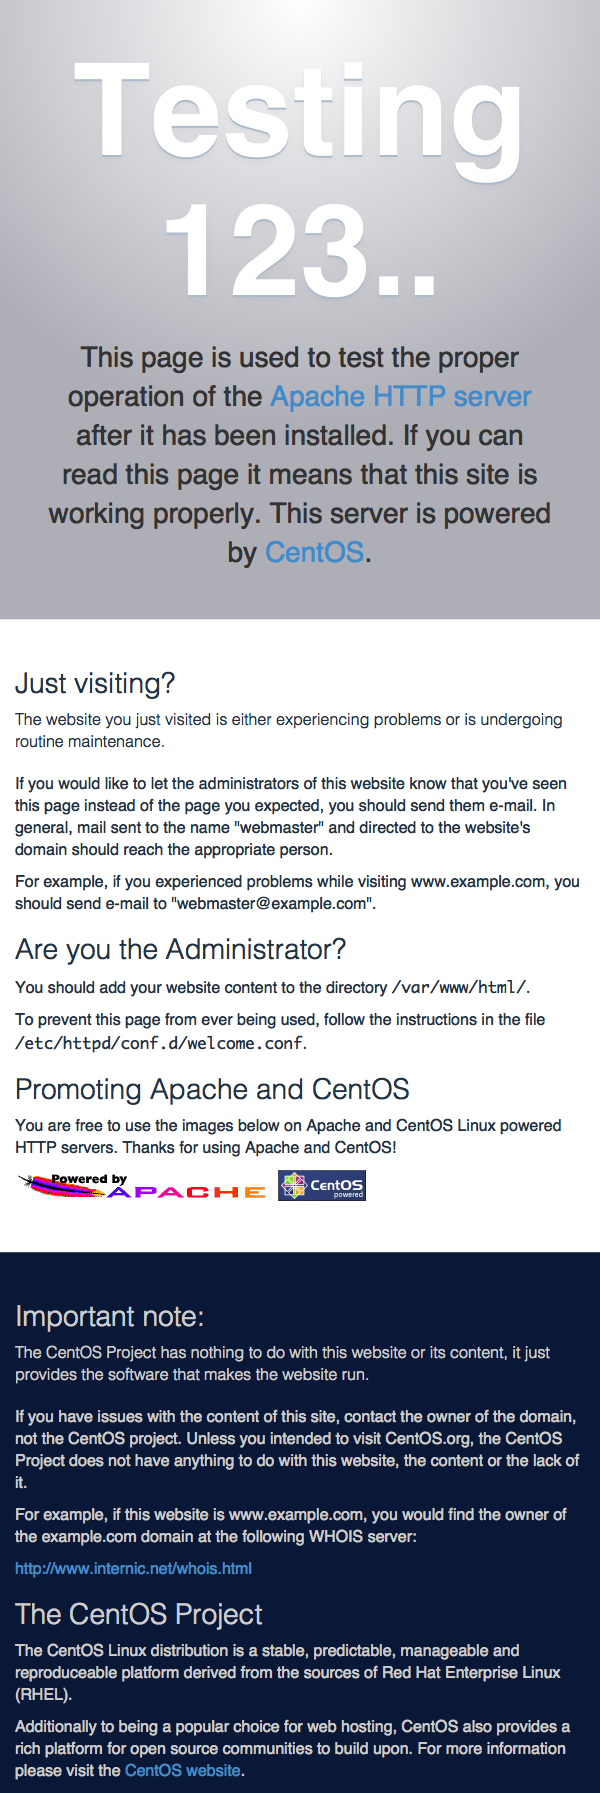 Testing
123..
This page is used to test the proper
operation of the Apache HTTP server
after it has been installed. If you can
read this page it means that this site is
working properly. This server is powered
by CentOS.
Just visiting?
The website you just visited is either experiencing problems or is undergoing
routine maintenance.
If you would like to let the administrators of this website know that you've seen
this page instead of the page you expected, you should send them e-mail. In
general, mail sent to the name "webmaster" and directed to the website's
domain should reach the appropriate person.
For example, if you experienced problems while visiting www.example.com, you
should send e-mail to "webmaster@example.com".
Are you the Administrator?
You should add your website content to the directory /var/www/html/.
To prevent this page from ever being used, follow the instructions in the file
/etc/httpd/conf.d/welcome.conf.
Promoting Apache and CentOS
You are free to use the images below on Apache and CentOS Linux powered
HTTP servers. Thanks for using Apache and CentOS!
Powered by
APACHE
CentOS
powered
Important note:
The CentOS Project has nothing to do with this website or its content, it just
provides the software that makes the website run.
If you have issues with the content of this site, contact the owner of the domain,
not the CentOS project. Unless you intended to visit CentOS.org, the CentOS
Project does not have anything to do with this website, the content or the lack of
it.
For example, if this website is www.example.com, you would find the owner of
the example.com domain at the following WHOIS server:
http://www.internic.net/whois.html
The CentOS Project
The CentOS Linux distribution is a stable, predictable, manageable and
reproduceable platform derived from the sources of Red Hat Enterprise Linux
(RHEL).
Additionally to being a popular choice for web hosting, CentOS also provides a
rich platform for open source communities to build upon. For more information
please visit the CentOS website.